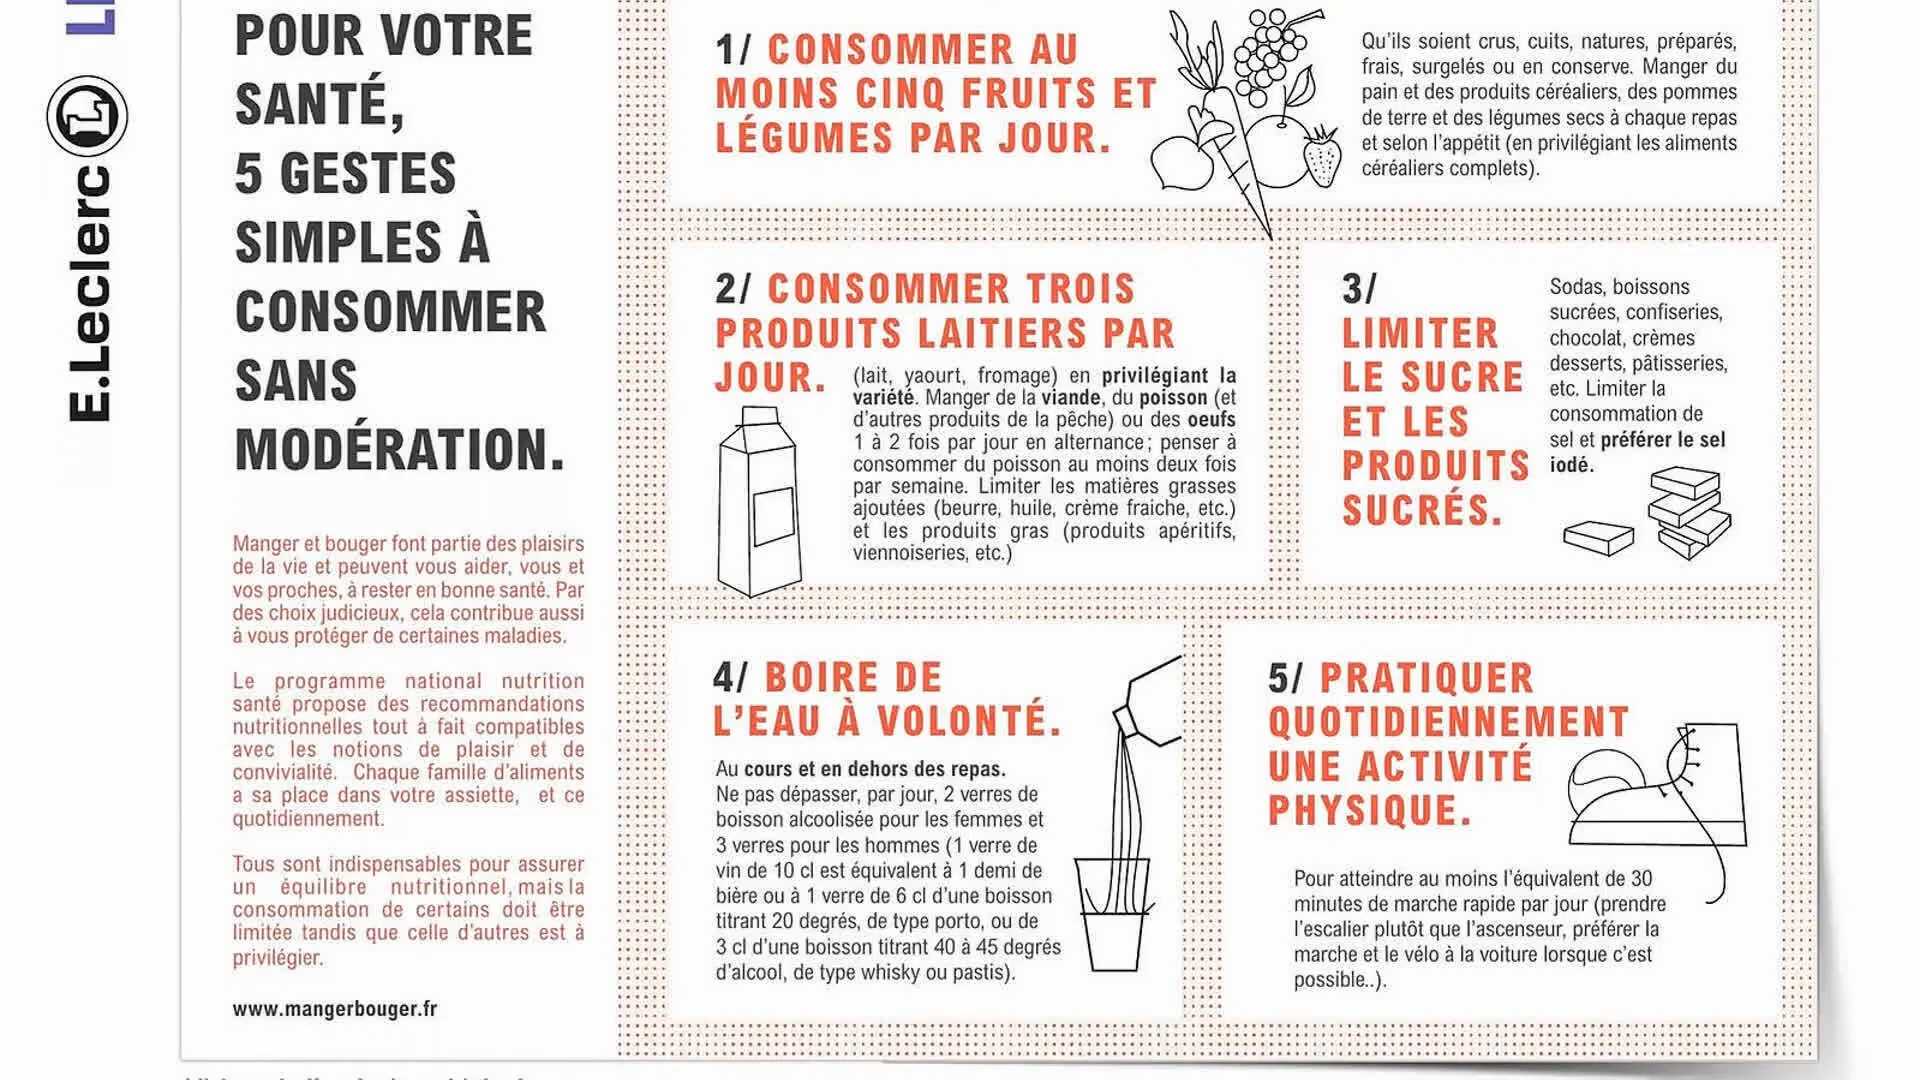 E.Leclerc
POUR VOTRE
SANTÉ,
5 GESTES
SIMPLES À
CONSOMMER
SANS
MODÉRATION.
Manger et bouger font partie des plaisirs
de la vie et peuvent vous aider, vous et
vos proches, à rester en bonne santé. Par
des choix judicieux, cela contribue aussi
à vous protéger de certaines maladies.
Le programme national nutrition
santé propose des recommandations
nutritionnelles tout à fait compatibles
avec les notions de plaisir et de
convivialité. Chaque famille d'aliments
a sa place dans votre assiette, et ce
quotidiennement.
Tous sont indispensables pour assurer
un équilibre nutritionnel, mais la
consommation de certains doit être
limitée tandis que celle d'autres est à
privilégier.
www.mangerbouger.fr
1/ CONSOMMER AU
MOINS CINQ FRUITS ET
LÉGUMES PAR JOUR.
Qu'ils soient crus, cuits, natures, préparés,
frais, surgelés ou en conserve. Manger du
pain et des produits céréaliers, des pommes
de terre et des légumes secs à chaque repas
et selon l'appétit (en privilégiant les aliments
céréaliers complets).
2/ CONSOMMER TROIS
PRODUITS LAITIERS PAR
JOUR.
(lait, yaourt, fromage) en privilégiant la
variété. Manger de la viande, du poisson (et
d'autres produits de la pêche) ou des oeufs
1 à 2 fois par jour en alternance; penser à
consommer du poisson au moins deux fois
par semaine. Limiter les matières grasses
ajoutées (beurre, huile, crème fraiche, etc.)
et les produits gras (produits apéritifs,
viennoiseries, etc.)
3/
LIMITER
LE SUCRE
ET LES
PRODUITS
SUCRÉS.
Sodas, boissons
sucrées, confiseries,
chocolat, crèmes
desserts, pâtisseries,
etc. Limiter la
consommation de
sel et préférer le sel
iodé.
4/ BOIRE DE
L'EAU À VOLONTÉ.
Au cours et en dehors des repas.
Ne pas dépasser, par jour, 2 verres de
boisson alcoolisée pour les femmes et
3 verres pour les hommes (1 verre de
vin de 10 cl est équivalent à 1 demi de
bière ou à 1 verre de 6 cl d'une boisson
titrant 20 degrés, de type porto, ou de
3 cl d'une boisson titrant 40 à 45 degrés
d'alcool, de type whisky ou pastis).
5/ PRATIQUER
QUOTIDIENNEMENT
UNE ACTIVITÉ
PHYSIQUE.
Pour atteindre au moins l'équivalent de 30
minutes de marche rapide par jour (prendre
l'escalier plutôt que l'ascenseur, préférer la
marche et le vélo à la voiture lorsque c'est
possible..).